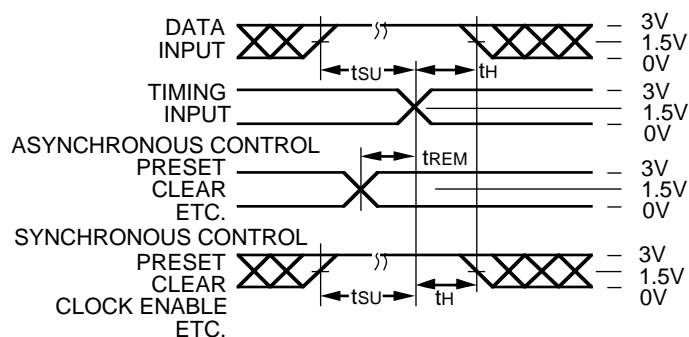 DATA INPUT
3V
1.5V
0V
tSU
tH
TIMING INPUT
3V
1.5V
0V
ASYNCHRONOUS CONTROL
tREM
PRESET
CLEAR
ETC.
3V
1.5V
0V
SYNCHRONOUS CONTROL
PRESET
CLEAR
CLOCK ENABLE
ETC.
3V
1.5V
0V
tSU
tH